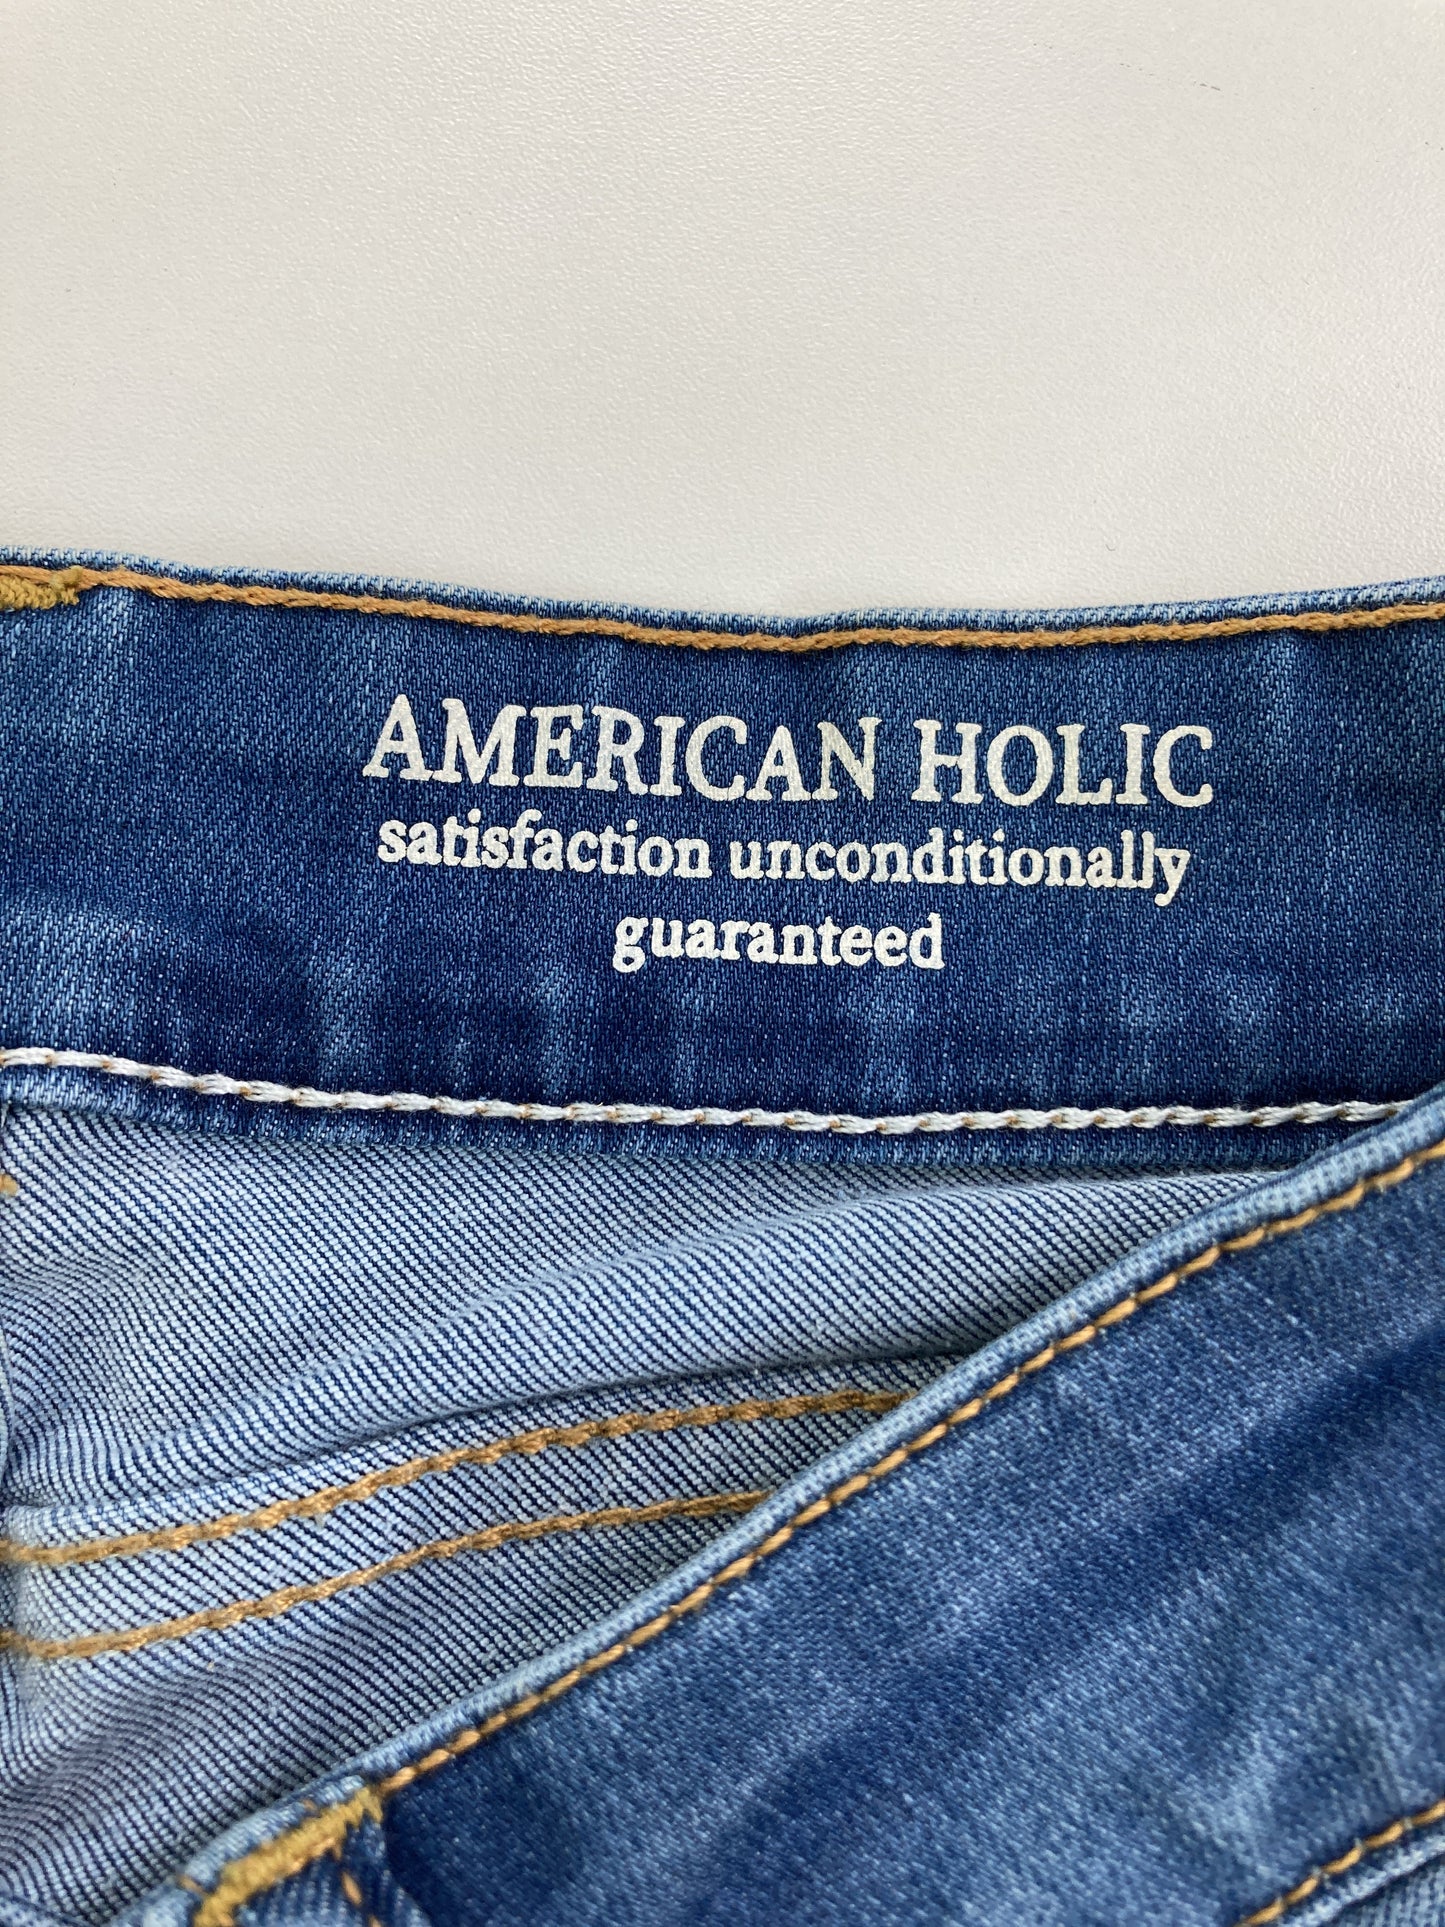 AMERICAN HOLIC
satisfaction unconditionally
guaranteed